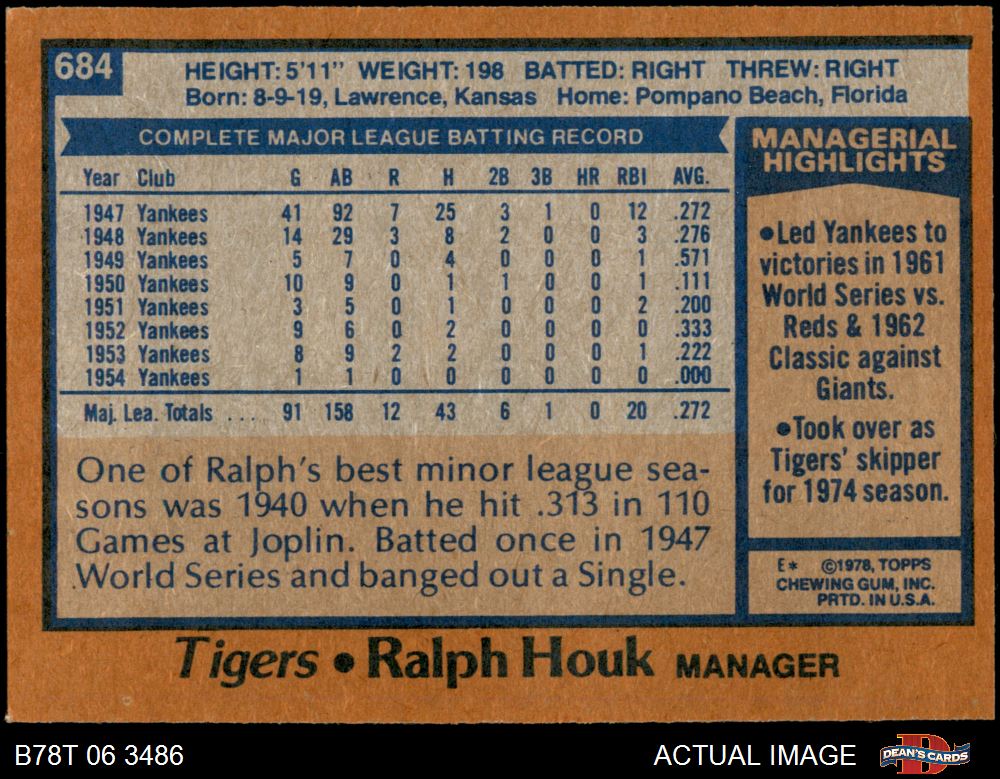 684
HEIGHT: 5'11" WEIGHT: 198 BATTED: RIGHT THREW: RIGHT
Born: 8-9-19, Lawrence, Kansas Home: Pompano Beach, Florida
COMPLETE MAJOR LEAGUE BATTING RECORD
Year Club G AB R H 2B 3B HR RBI AVG.
1947 Yankees 41 92 7 25 3 1 0 12 .272
1948 Yankees 14 29 3 8 2 0 0 3 .276
1949 Yankees 5 7 0 4 0 0 0 1 .571
1950 Yankees 10 9 0 1 1 0 0 1 .111
1951 Yankees 3 5 0 1 0 0 0 2 .200
1952 Yankees 9 6 0 2 0 0 0 0 .333
1953 Yankees 8 9 2 2 0 0 0 1 .222
1954 Yankees 1 1 0 0 0 0 0 0 .000
Maj. Lea. Totals .... 91 158 12 43 6 1 0 20 .272
One of Ralph's best minor league sea-
sons was 1940 when he hit .313 in 110
Games at Joplin. Batted once in 1947
World Series and banged out a Single.
MANAGERIAL
HIGHLIGHTS
•Led Yankees to
victories in 1961
World Series vs.
Reds & 1962
Classic against
Giants.
•Took over as
Tigers' skipper
for 1974 season.
E* ©1978, TOPPS
CHEWING GUM, INC.
PRTD. IN U.S.A.
Tigers • Ralph Houk MANAGER
B78T 06 3486 ACTUAL IMAGE DEAN'S CARDS